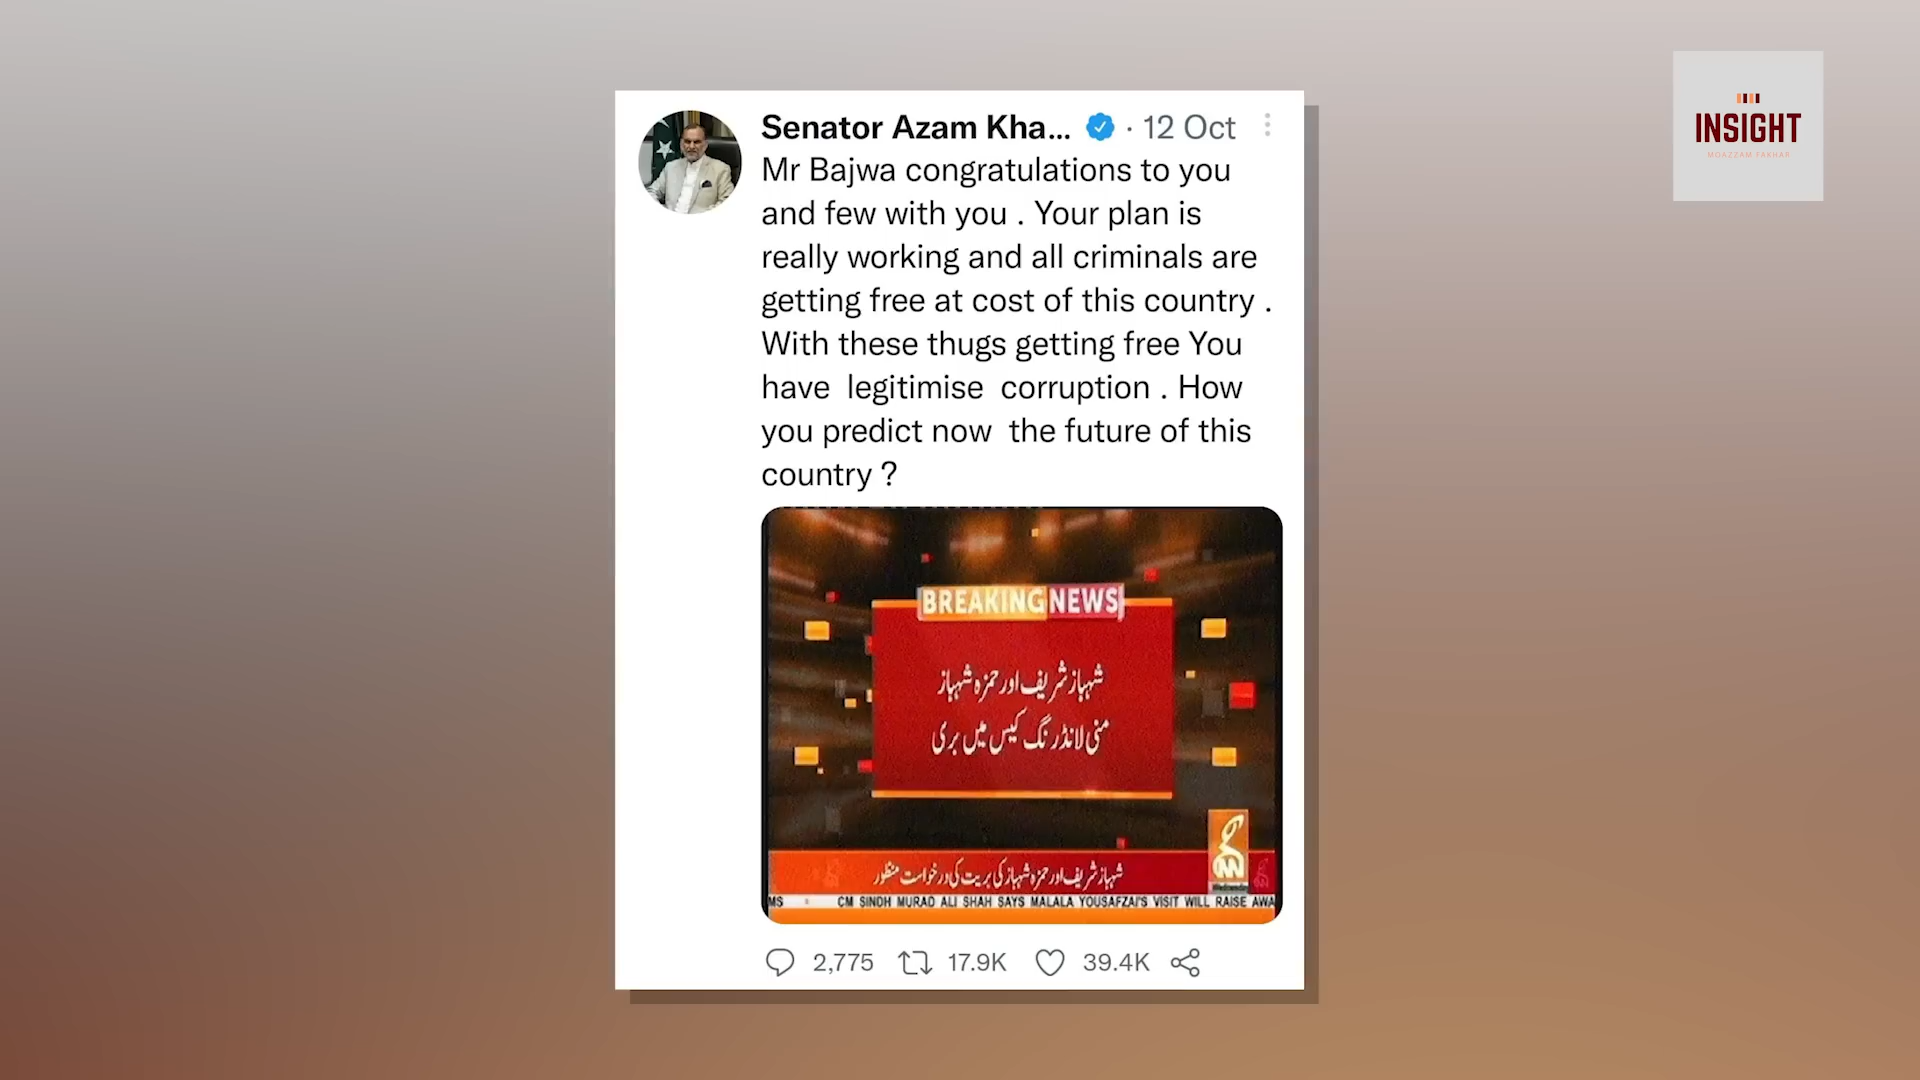 Senator Azam Kha... · 12 Oct
Mr Bajwa congratulations to you
and few with you . Your plan is
really working and all criminals are
getting free at cost of this country .
With these thugs getting free You
have legitimise corruption . How
you predict now the future of this
country ?
BREAKING NEWS
شہباز شریف اور حمزہ شہباز
منی لانڈرنگ کیس میں بری
شہباز شریف اور حمزہ شہباز کی بریت کی درخواست منظور
MS CM SINDH MURAD ALI SHAH SAYS MALALA YOUSAFZAI'S VISIT WILL RAISE AWA
2,775 17.9K 39.4K
INSIGHT
MOAZZAM FAKHAR